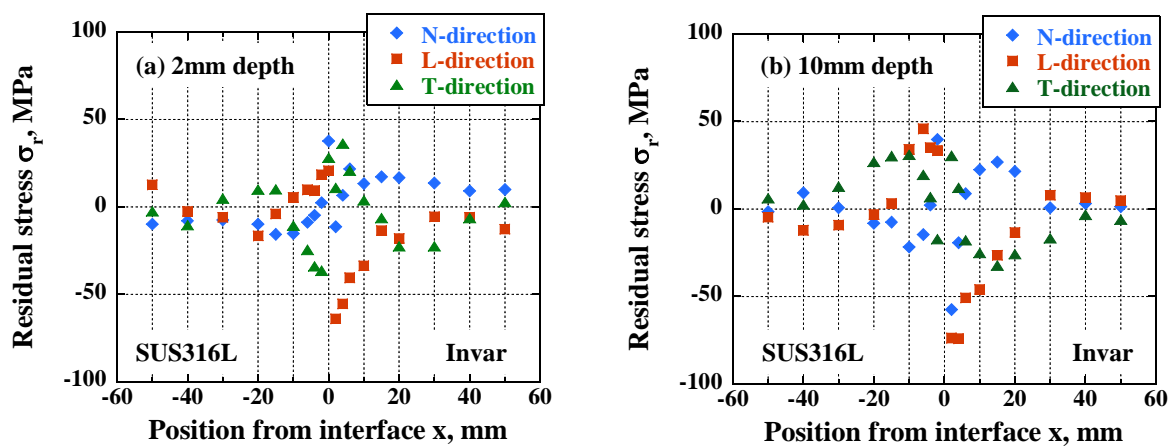 100
50
0
-50
-100
-60
-40
-20
0
20
40
60
Residual stress σr, MPa
Position from interface x, mm
(a) 2mm depth
N-direction
L-direction
T-direction
SUS316L
Invar
100
50
0
-50
-100
-60
-40
-20
0
20
40
60
Residual stress σr, MPa
Position from interface x, mm
(b) 10mm depth
N-direction
L-direction
T-direction
SUS316L
Invar